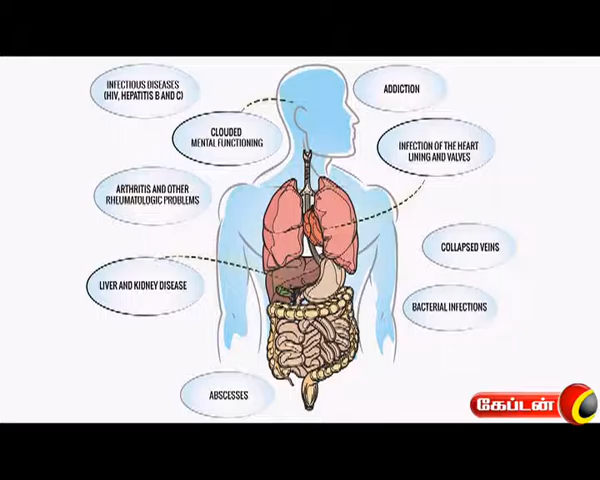 INFECTIOUS DISEASES
(HIV, HEPATITIS B AND C)
ADDICTION
CLOUDED
MENTAL FUNCTIONING
INFECTION OF THE HEART
LINING AND VALVES
ARTHRITIS AND OTHER
RHEUMATOLOGIC PROBLEMS
COLLAPSED VEINS
LIVER AND KIDNEY DISEASE
BACTERIAL INFECTIONS
ABSCESSES
கேப்டன்